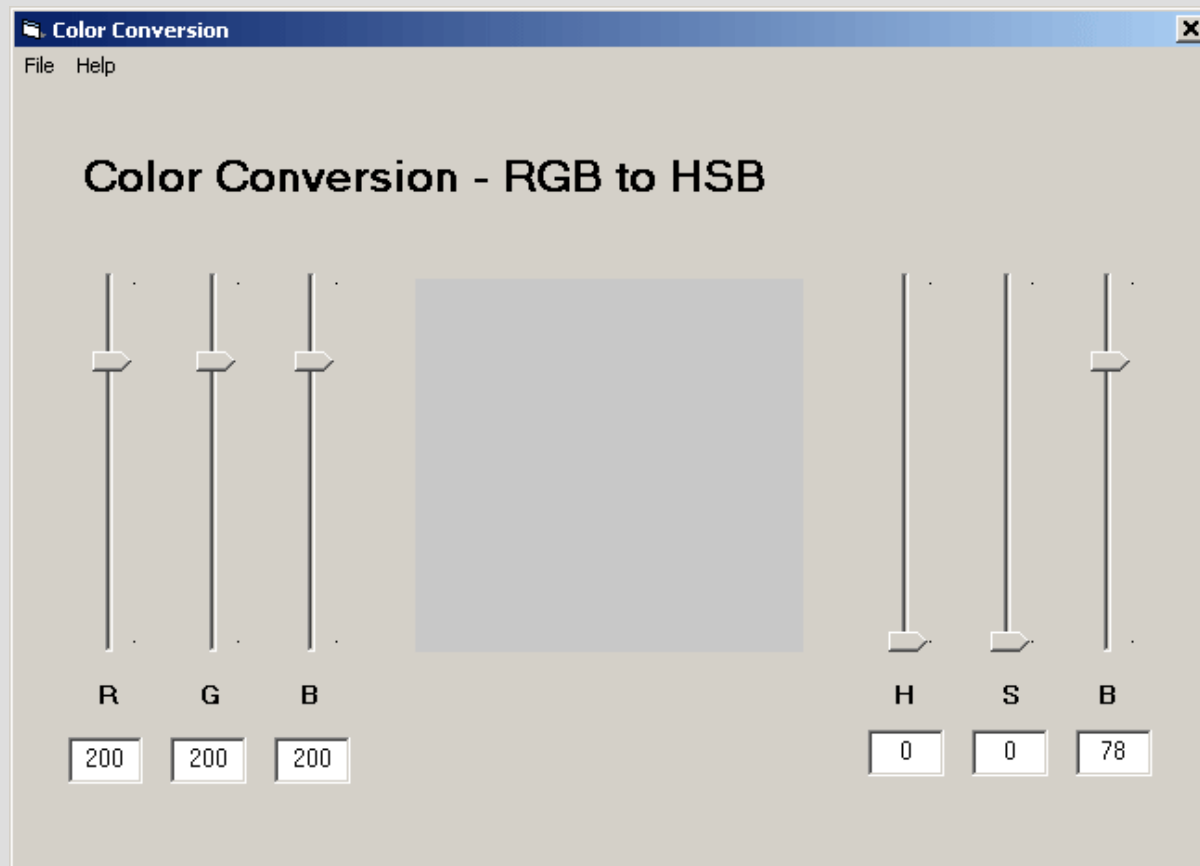 Color Conversion
File Help
Color Conversion - RGB to HSB
R G B H S B
200 200 200 0 0 78